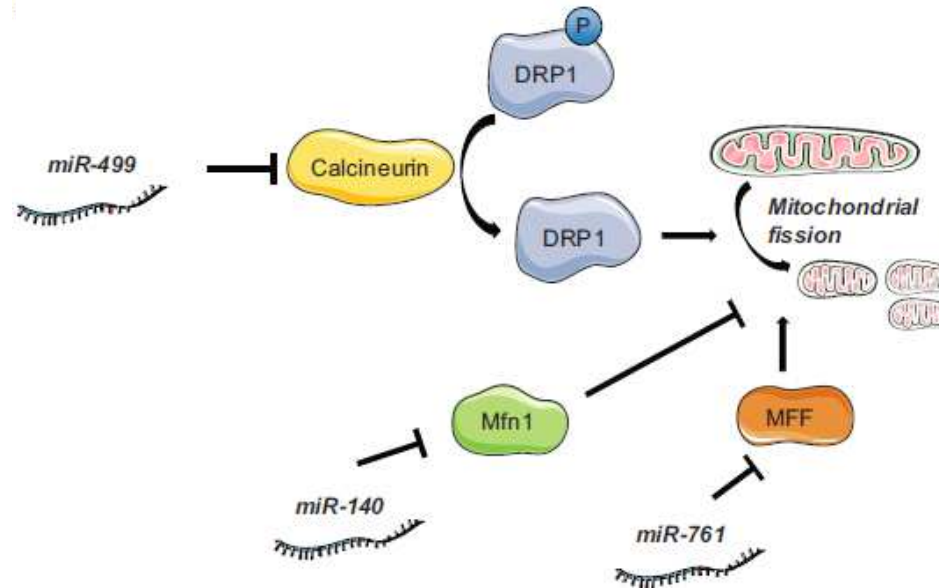 P
DRP1
miR-499
Calcineurin
DRP1
Mitochondrial
fission
Mfn1
MFF
miR-140
miR-761